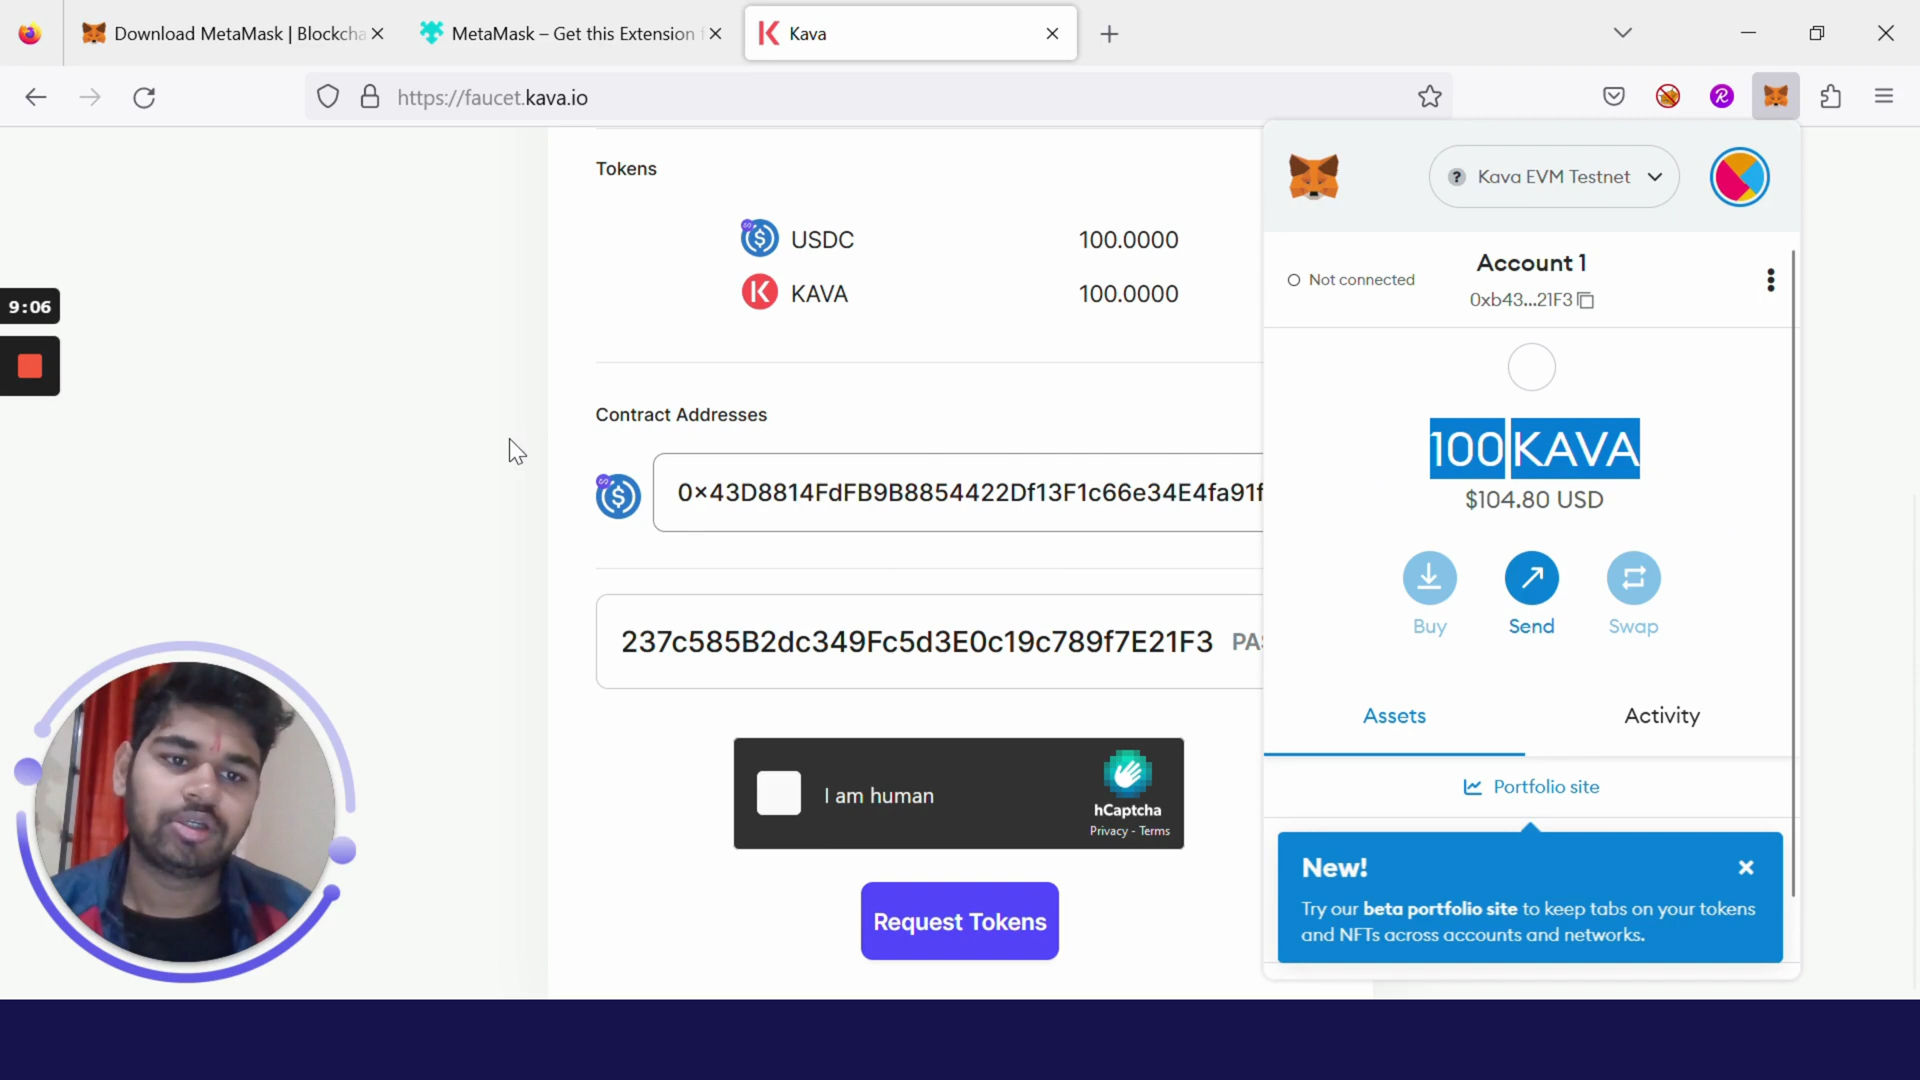 Download MetaMask | Blockcha
MetaMask – Get this Extension f
Kava
https://faucet.kava.io
Tokens
USDC 100.0000
KAVA 100.0000
Contract Addresses
0×43D8814FdFB9B8854422Df13F1c66e34E4fa91f
237c585B2dc349Fc5d3E0c19c789f7E21F3 PAS
I am human
hCaptcha
Privacy - Terms
Request Tokens
9:06
Kava EVM Testnet
Not connected
Account 1
0xb43...21F3
100 KAVA
$104.80 USD
Buy
Send
Swap
Assets
Activity
Portfolio site
New!
Try our beta portfolio site to keep tabs on your tokens
and NFTs across accounts and networks.